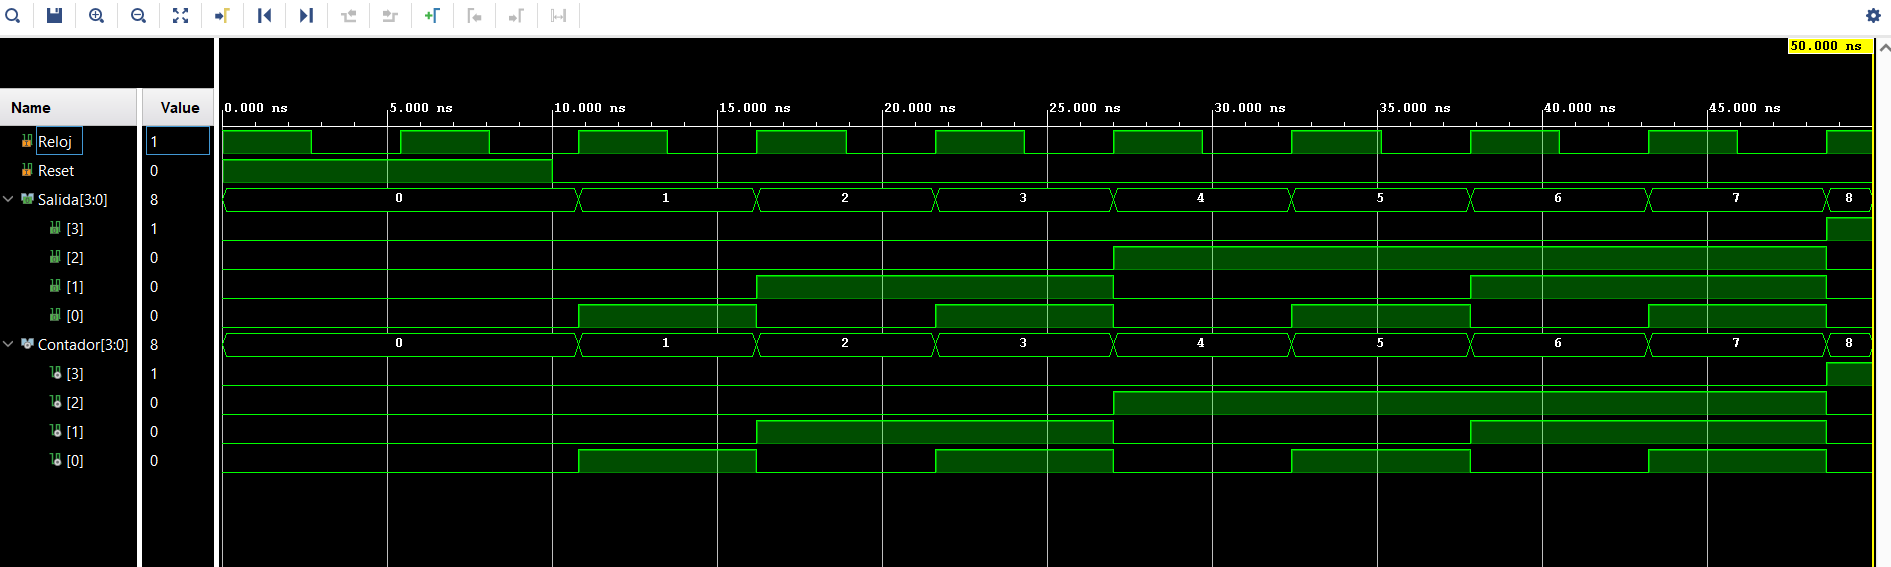 50.000 ns
Name Value
0.000 ns 5.000 ns 10.000 ns 15.000 ns 20.000 ns 25.000 ns 30.000 ns 35.000 ns 40.000 ns 45.000 ns
Reloj 1
Reset 0
Salida[3:0] 8 0 1 2 3 4 5 6 7 8
[3] 1
[2] 0
[1] 0
[0] 0
Contador[3:0] 8 0 1 2 3 4 5 6 7 8
[3] 1
[2] 0
[1] 0
[0] 0